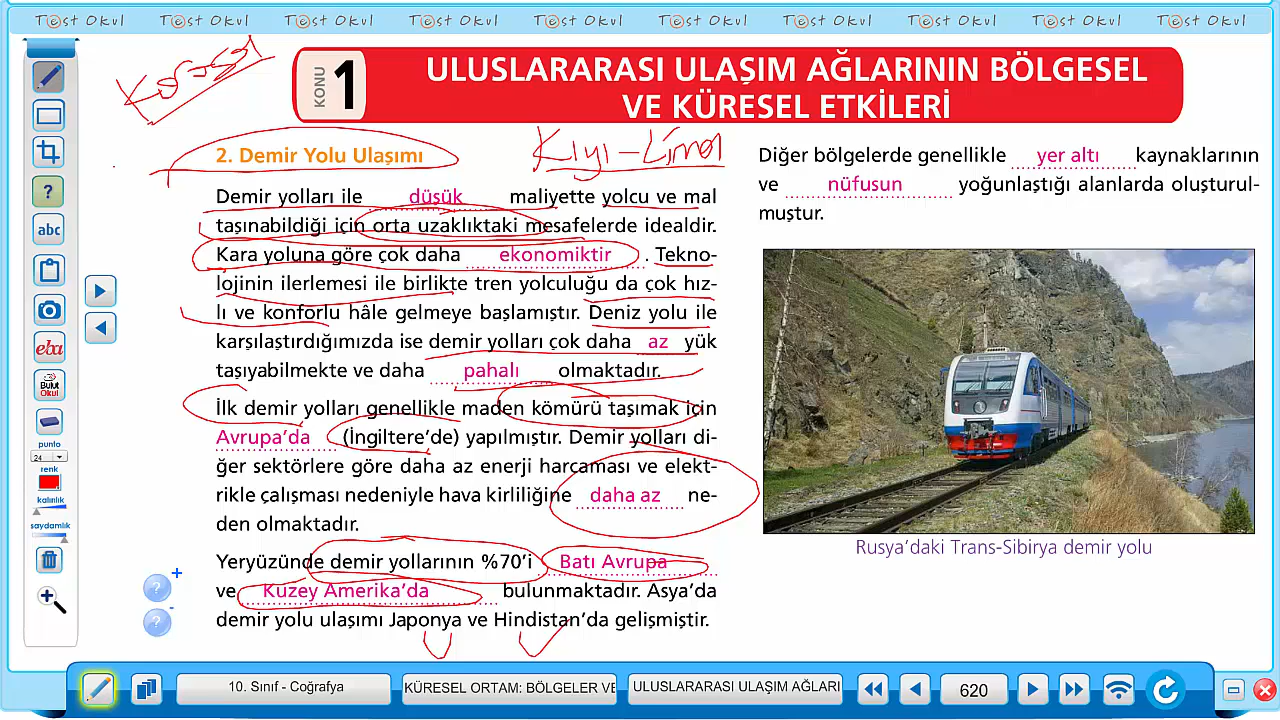 Test Okul Test Okul Test Okul Test Okul Test Okul Test Okul Test Okul Test Okul Test Okul Test Okul
KONU 1
ULUSLARARASI ULAŞIM AĞLARININ BÖLGESEL
VE KÜRESEL ETKİLERİ
Kıyı-Liman
2. Demir Yolu Ulaşımı
Demir yolları ile düşük maliyette yolcu ve mal
taşınabildiği için orta uzaklıktaki mesafelerde idealdir.
Kara yoluna göre çok daha ekonomiktir . Tekno-
lojinin ilerlemesi ile birlikte tren yolculuğu da çok hız-
lı ve konforlu hâle gelmeye başlamıştır. Deniz yolu ile
karşılaştırdığımızda ise demir yolları çok daha az yük
taşıyabilmekte ve daha pahalı olmaktadır.
İlk demir yolları genellikle maden kömürü taşımak için
Avrupa'da (İngiltere'de) yapılmıştır. Demir yolları di-
ğer sektörlere göre daha az enerji harcaması ve elekt-
rikle çalışması nedeniyle hava kirliliğine daha az ne-
den olmaktadır.
Yeryüzünde demir yollarının %70'i Batı Avrupa
ve Kuzey Amerika'da bulunmaktadır. Asya'da
demir yolu ulaşımı Japonya ve Hindistan'da gelişmiştir.
Diğer bölgelerde genellikle yer altı kaynaklarının
ve nüfusun yoğunlaştığı alanlarda oluşturul-
muştur.
Rusya'daki Trans-Sibirya demir yolu
?
abc
eba
Bulut Okul
punto
24
renk
kalınlık
saydamlık
? +
? -
10. Sınıf - Coğrafya
KÜRESEL ORTAM: BÖLGELER VE
ULUSLARARASI ULAŞIM AĞLARI
620